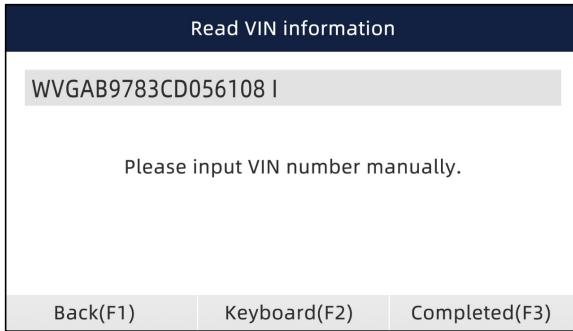 Read VIN information
WVGAB9783CD056108 I
Please input VIN number manually.
Back(F1) Keyboard(F2) Completed(F3)